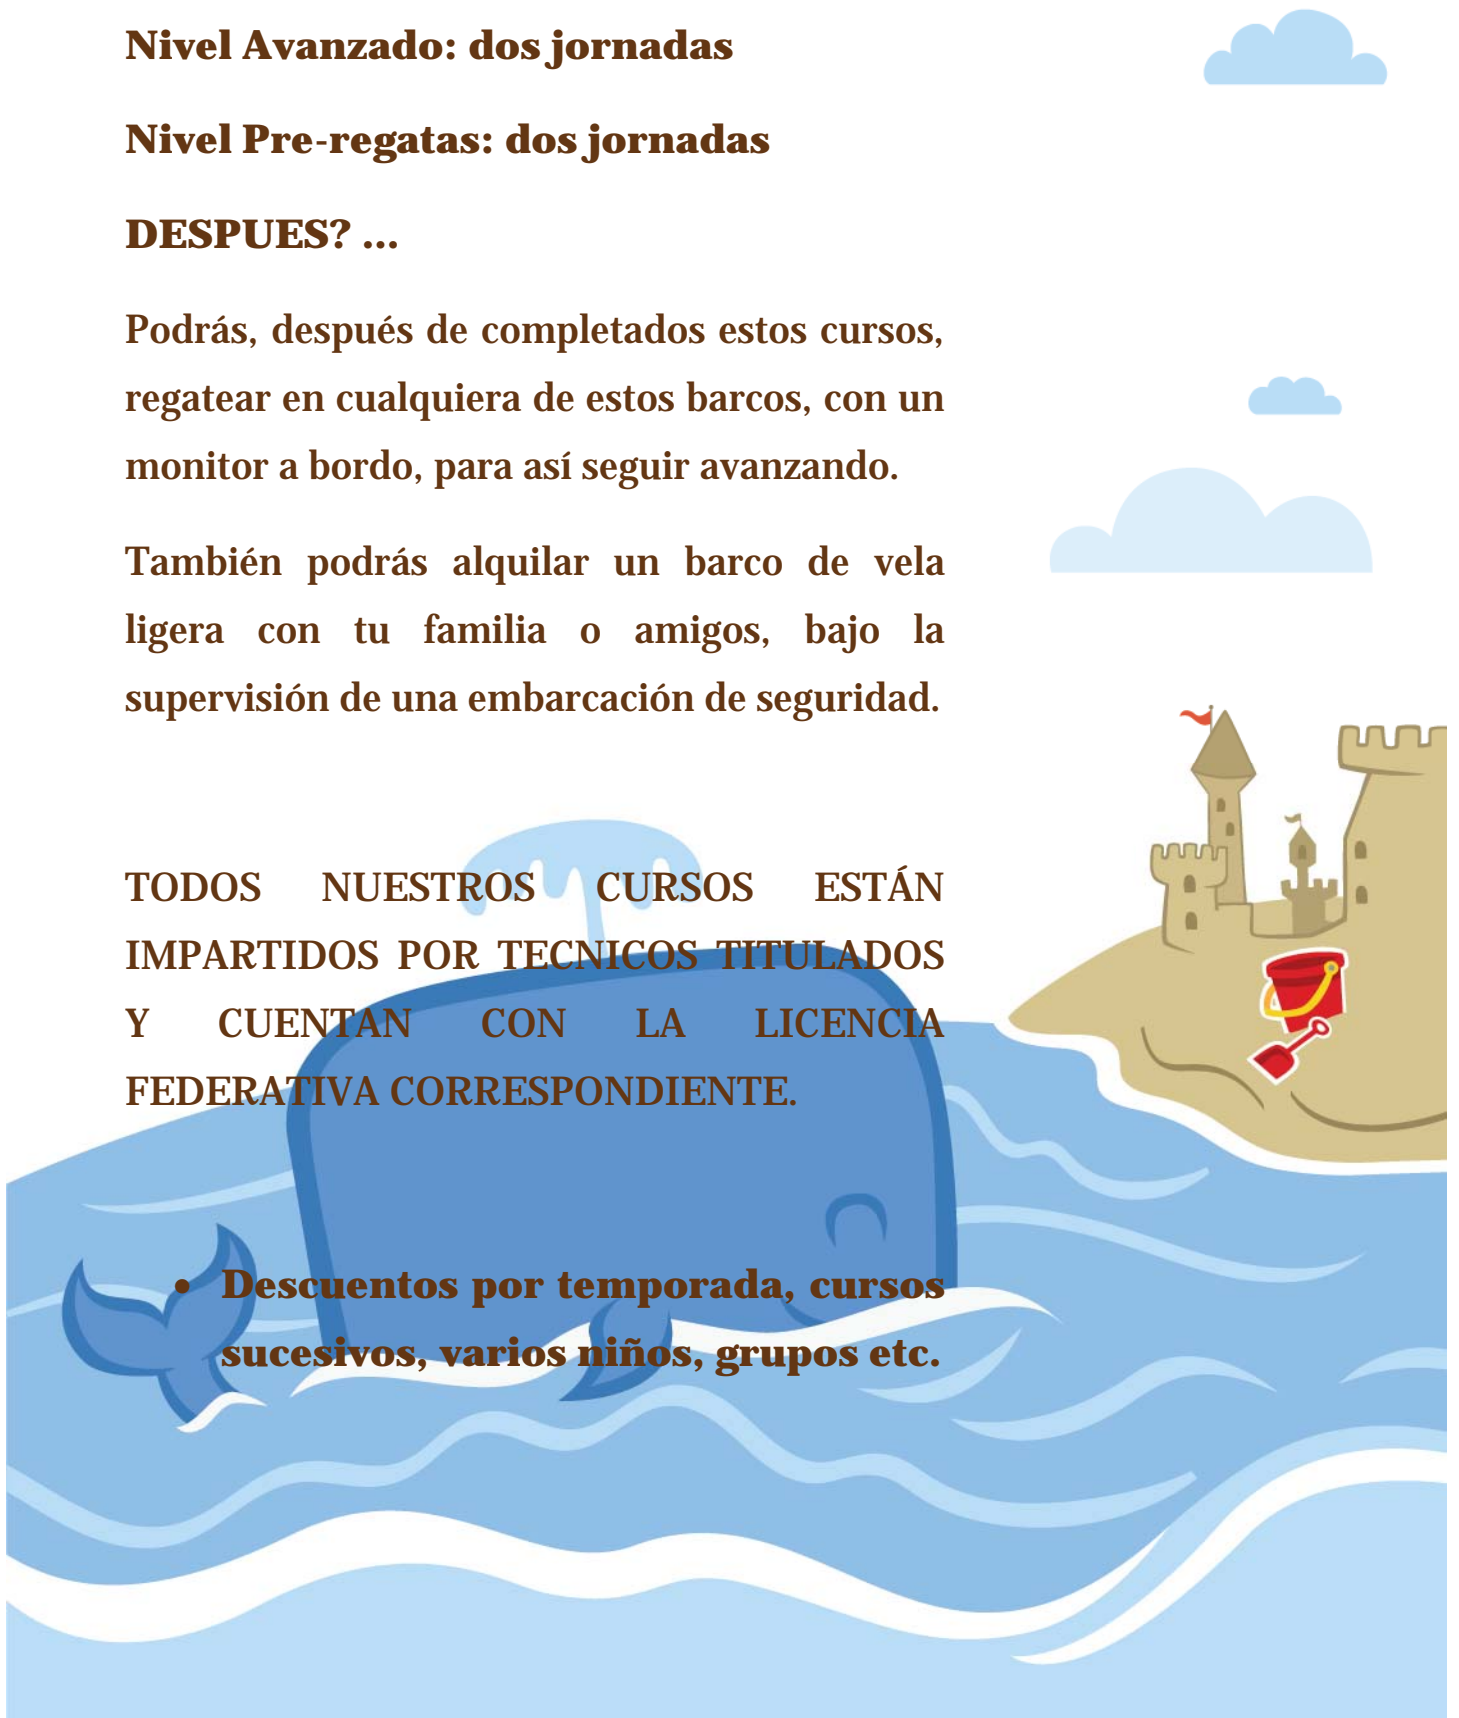 Nivel Avanzado: dos jornadas
Nivel Pre-regatas: dos jornadas
DESPUES? ...
Podrás, después de completados estos cursos,
regatear en cualquiera de estos barcos, con un
monitor a bordo, para así seguir avanzando.
También podrás alquilar un barco de vela
ligera con tu familia o amigos, bajo la
supervisión de una embarcación de seguridad.
TODOS NUESTROS CURSOS ESTÁN
IMPARTIDOS POR TECNICOS TITULADOS
Y CUENTAN CON LA LICENCIA
FEDERATIVA CORRESPONDIENTE.
• Descuentos por temporada, cursos
sucesivos, varios niños, grupos etc.